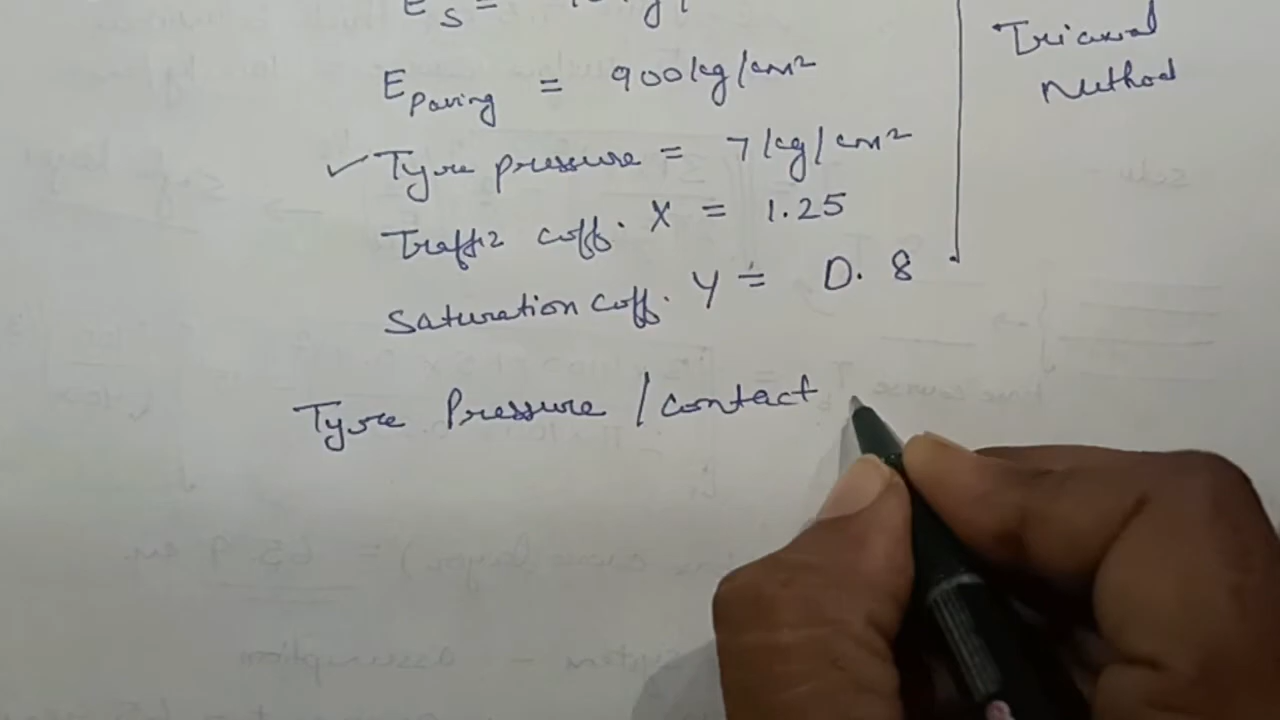 E S =
E Paving = 900 kg/cm²
✓ Tyre pressure = 7 kg/cm²
Traffic coff. X = 1.25
Saturation coff. Y = 0.8
Triaxial
Method
Tyre Pressure / contact